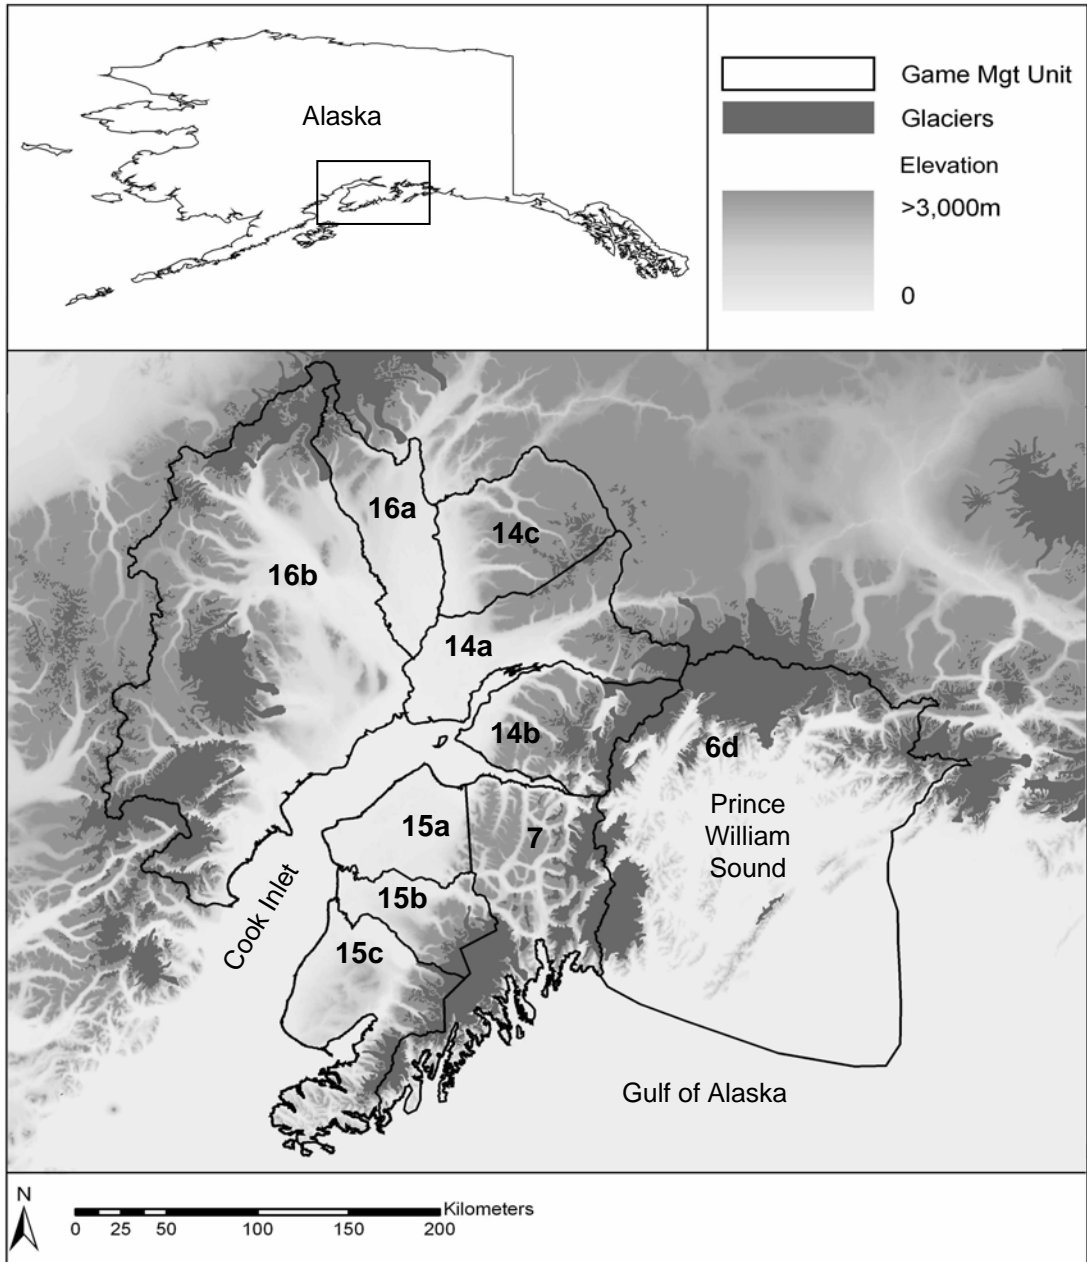 Alaska
Game Mgt Unit
Glaciers
Elevation
>3,000m
0
16a
14c
16b
14a
14b
6d
Prince
William
Sound
15a
7
15b
Cook Inlet
15c
Gulf of Alaska
N
Kilometers
0 25 50 100 150 200